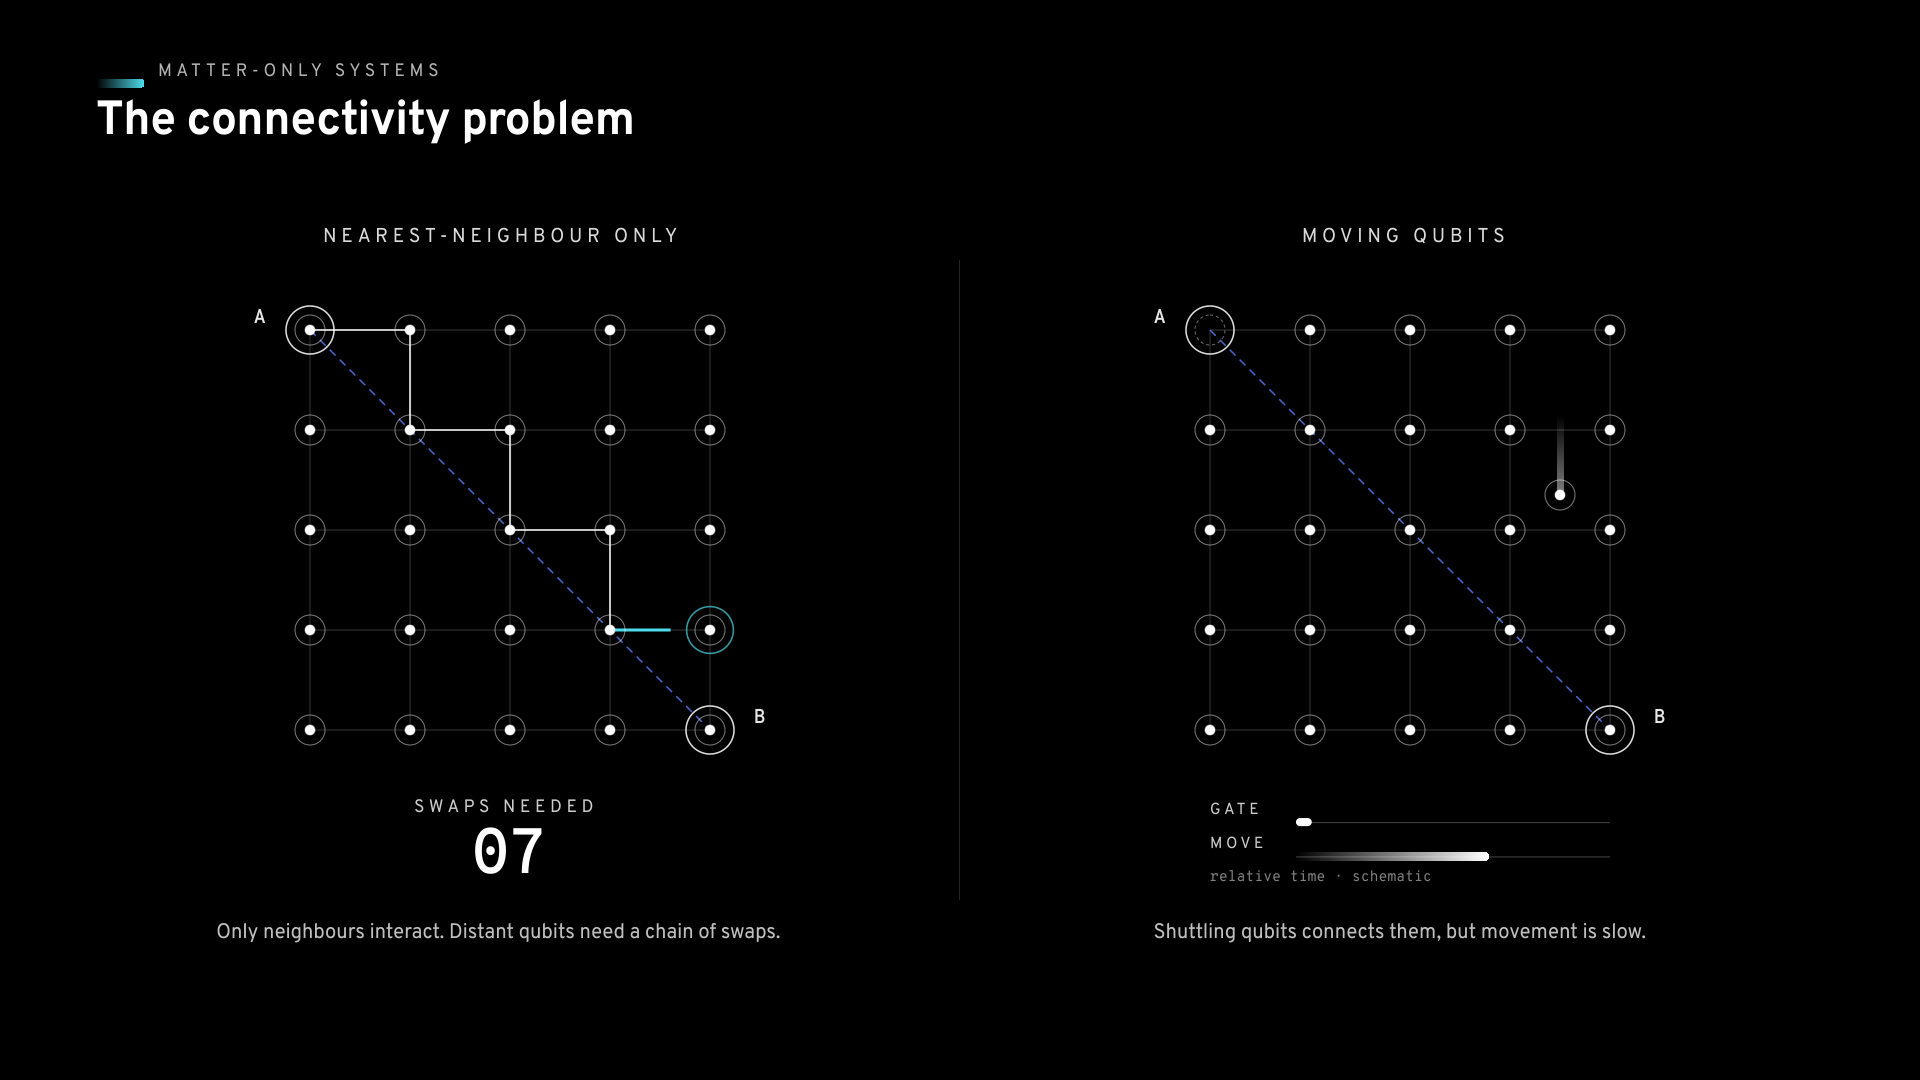 MATTER-ONLY SYSTEMS
The connectivity problem
NEAREST-NEIGHBOUR ONLY
A
B
SWAPS NEEDED
07
Only neighbours interact. Distant qubits need a chain of swaps.
MOVING QUBITS
A
B
GATE
MOVE
relative time · schematic
Shuttling qubits connects them, but movement is slow.